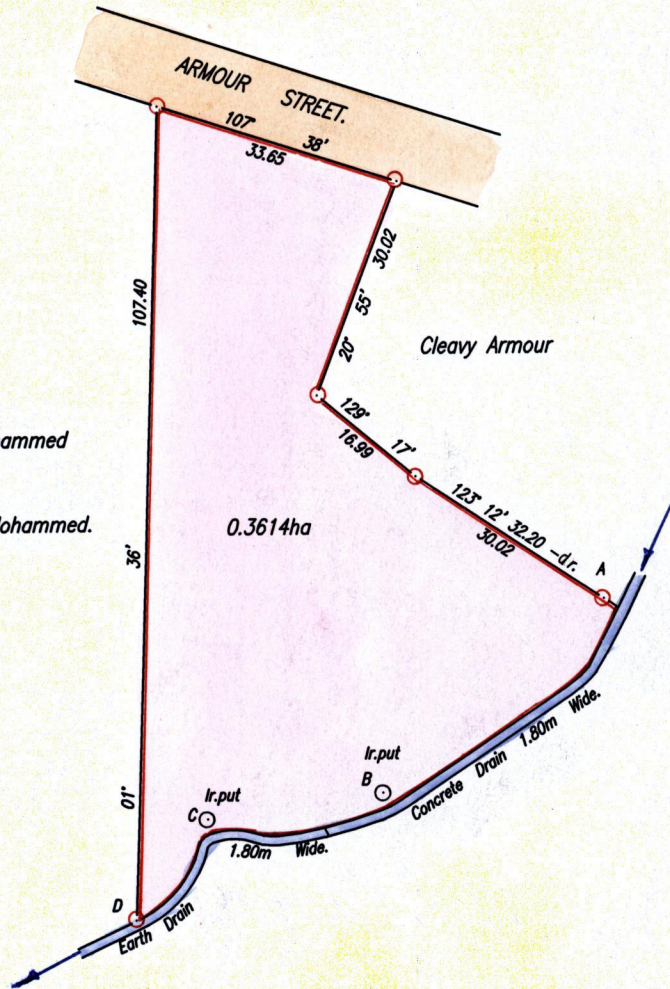 ARMOUR STREET.
107° 38'
33.65
30.02
55'
20°
107.40
Cleavy Armour
129° 17'
16.99
ammed
123° 12' 32.20 -dr.
30.02
ohammed.
0.3614ha
36'
A
Ir.put
B
Ir.put
C
01°
Concrete Drain 1.80m Wide.
1.80m Wide.
D
Earth Drain